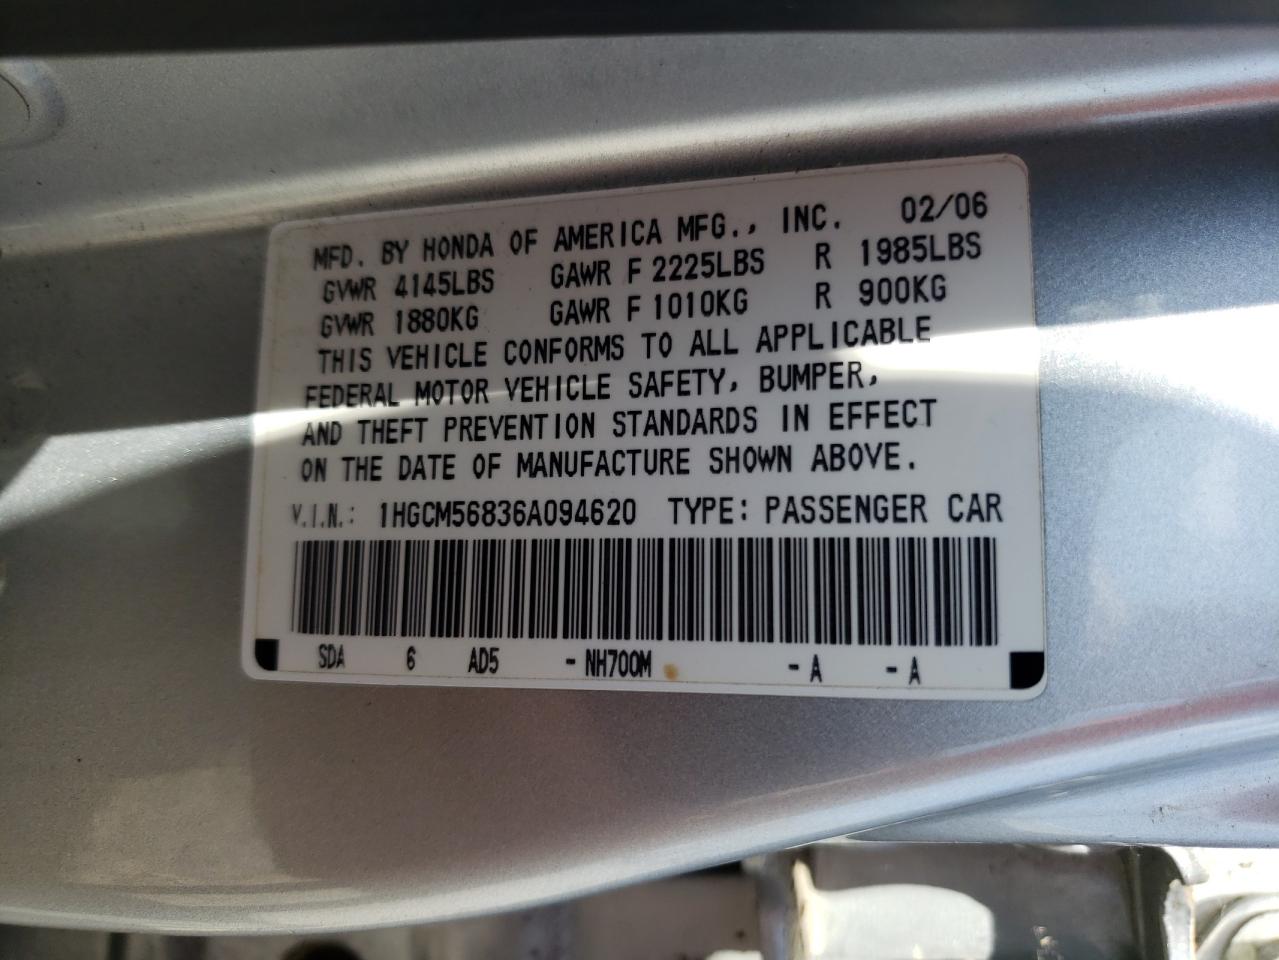 MFD. BY HONDA OF AMERICA MFG., INC. 02/06
GVWR 4145LBS GAWR F 2225LBS R 1985LBS
GVWR 1880KG GAWR F 1010KG R 900KG
THIS VEHICLE CONFORMS TO ALL APPLICABLE
FEDERAL MOTOR VEHICLE SAFETY, BUMPER,
AND THEFT PREVENTION STANDARDS IN EFFECT
ON THE DATE OF MANUFACTURE SHOWN ABOVE.
V.I.N.: 1HGCM56836A094620 TYPE: PASSENGER CAR
SDA 6 AD5 - NH700M - A - A